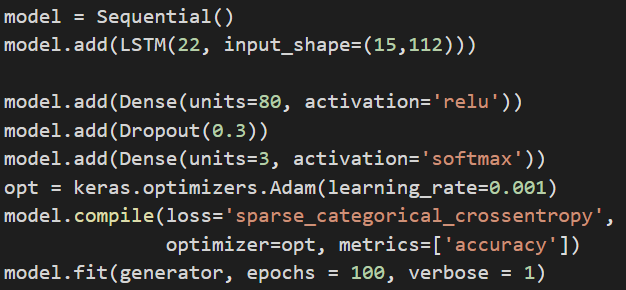 model = Sequential()
model.add(LSTM(22, input_shape=(15,112)))
model.add(Dense(units=80, activation='relu'))
model.add(Dropout(0.3))
model.add(Dense(units=3, activation='softmax'))
opt = keras.optimizers.Adam(learning_rate=0.001)
model.compile(loss='sparse_categorical_crossentropy',
              optimizer=opt, metrics=['accuracy'])
model.fit(generator, epochs = 100, verbose = 1)